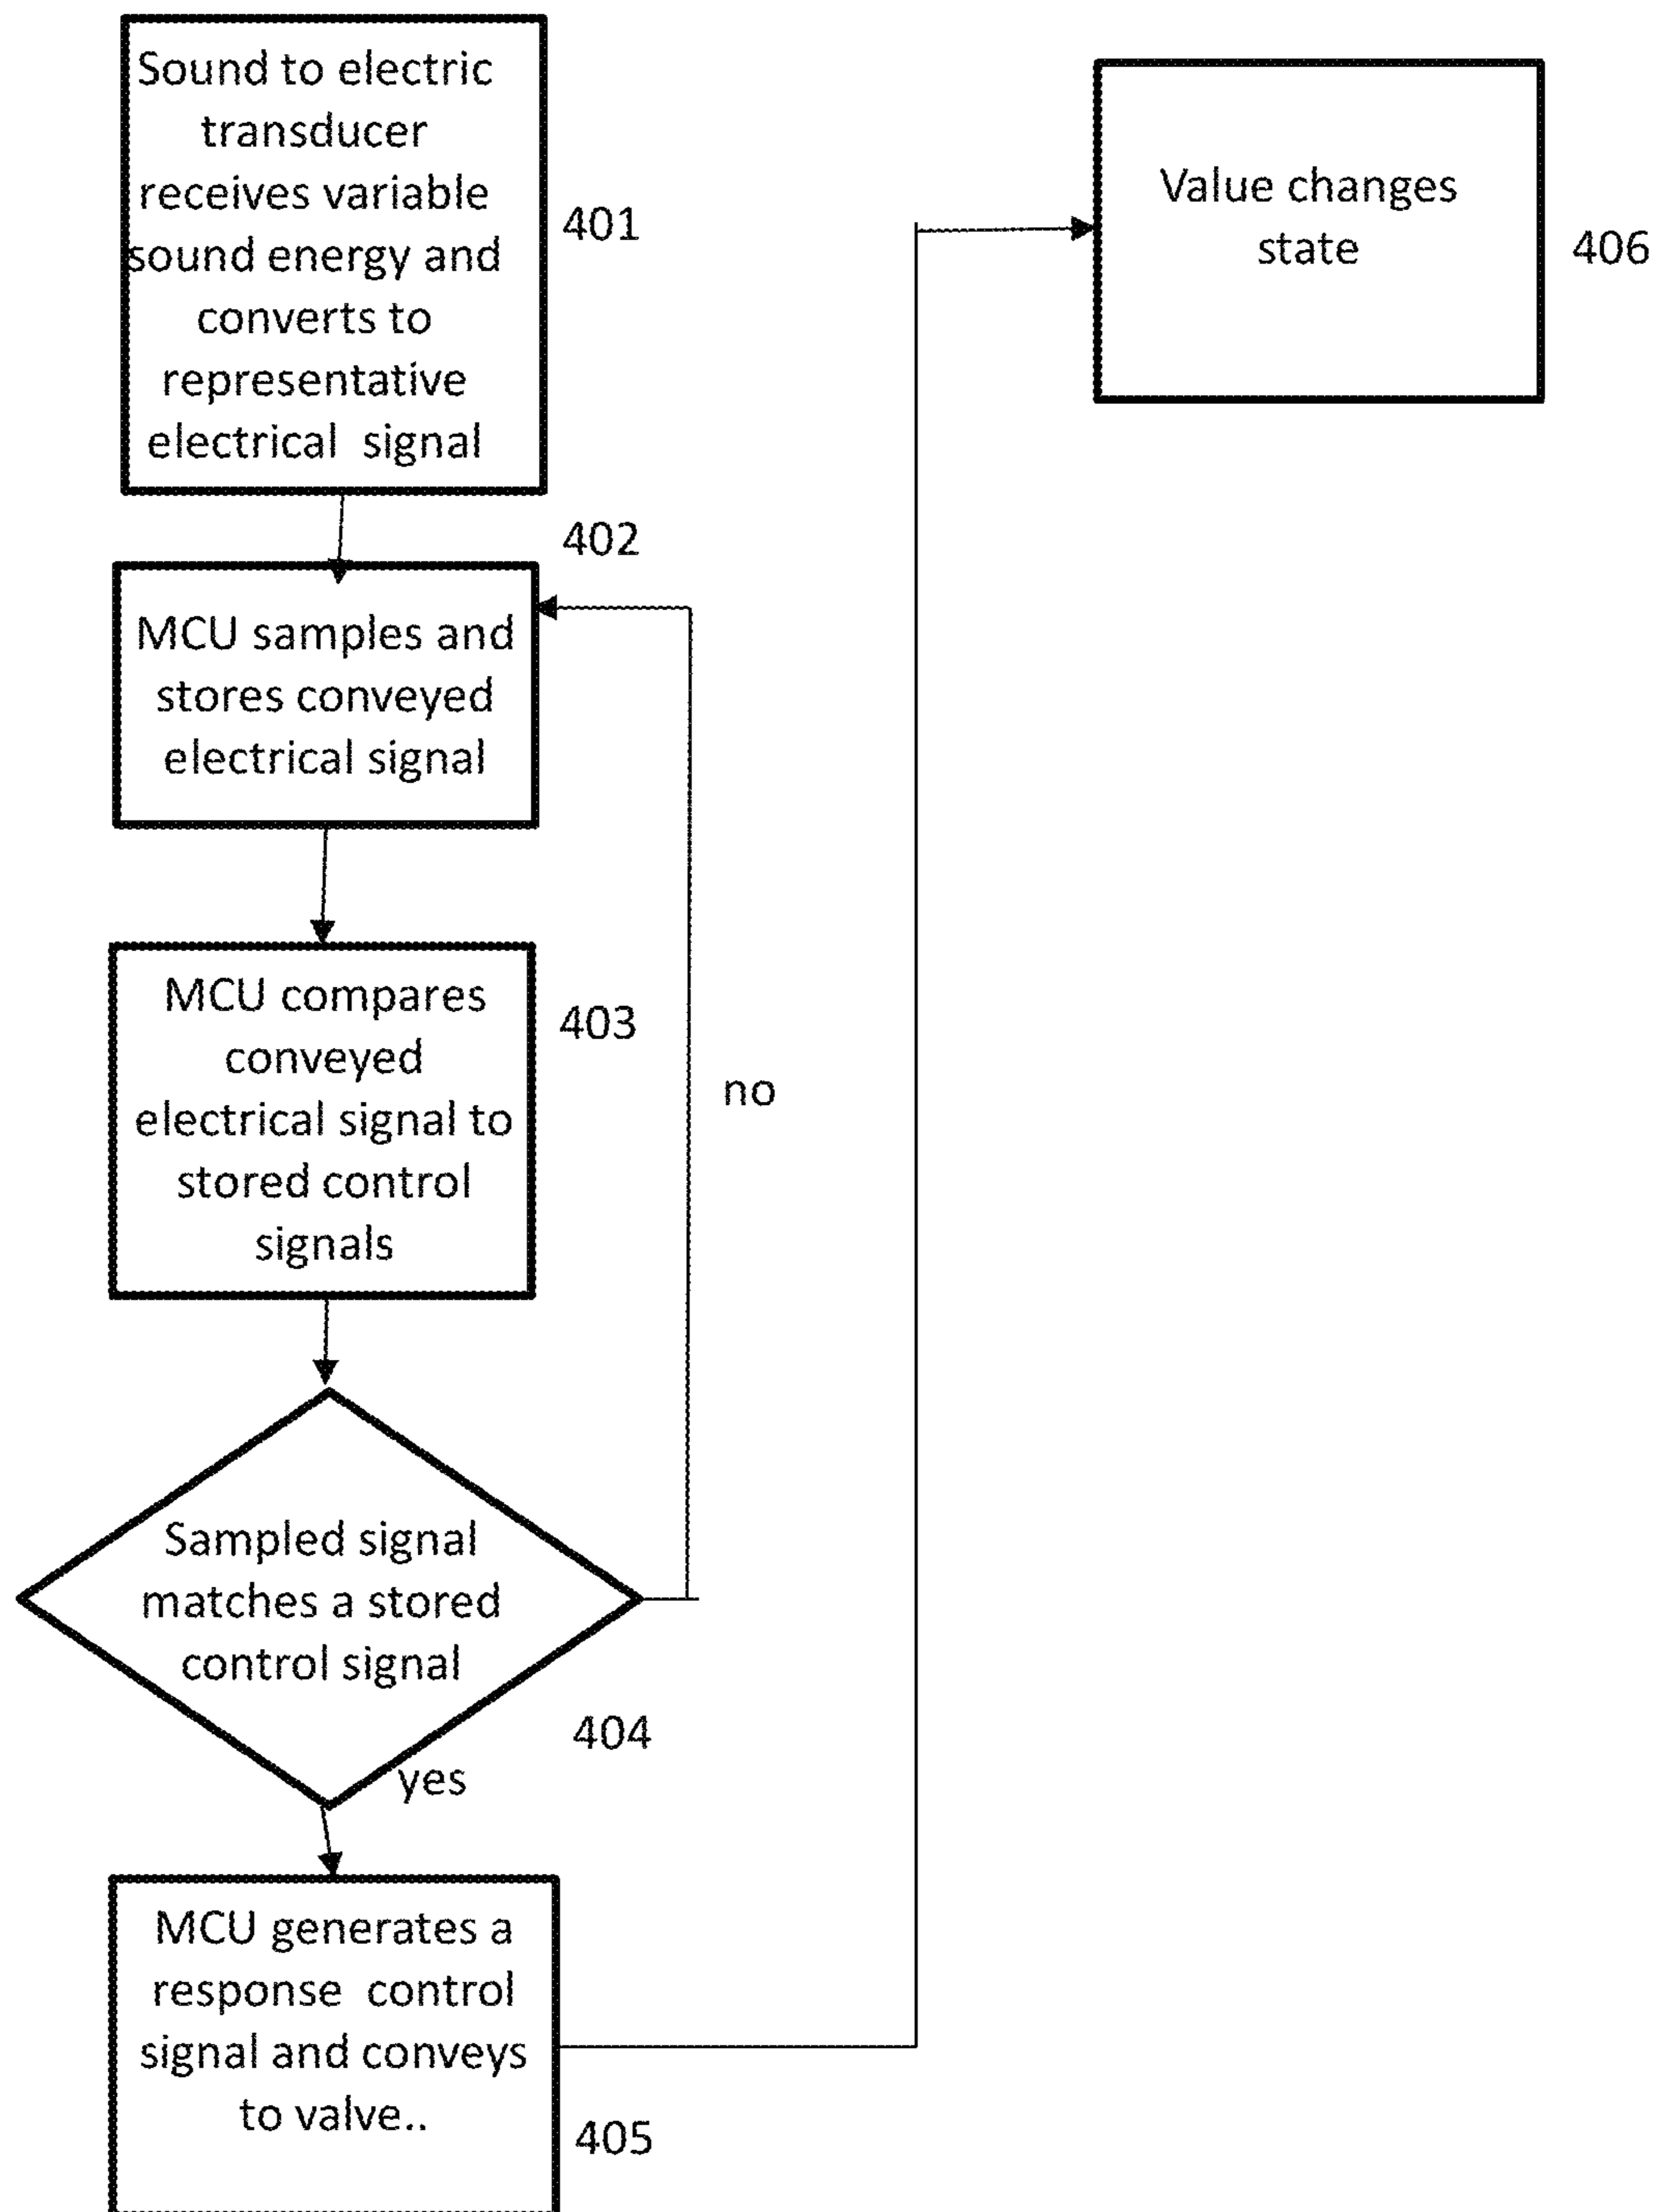 Sound to electric
transducer
receives variable
sound energy and
converts to
representative
electrical signal
401
402
MCU samples and
stores conveyed
electrical signal
MCU compares
conveyed
electrical signal to
stored control
signals
403
no
Sampled signal
matches a stored
control signal
404
yes
MCU generates a
response control
signal and conveys
to valve..
405
Value changes
state
406